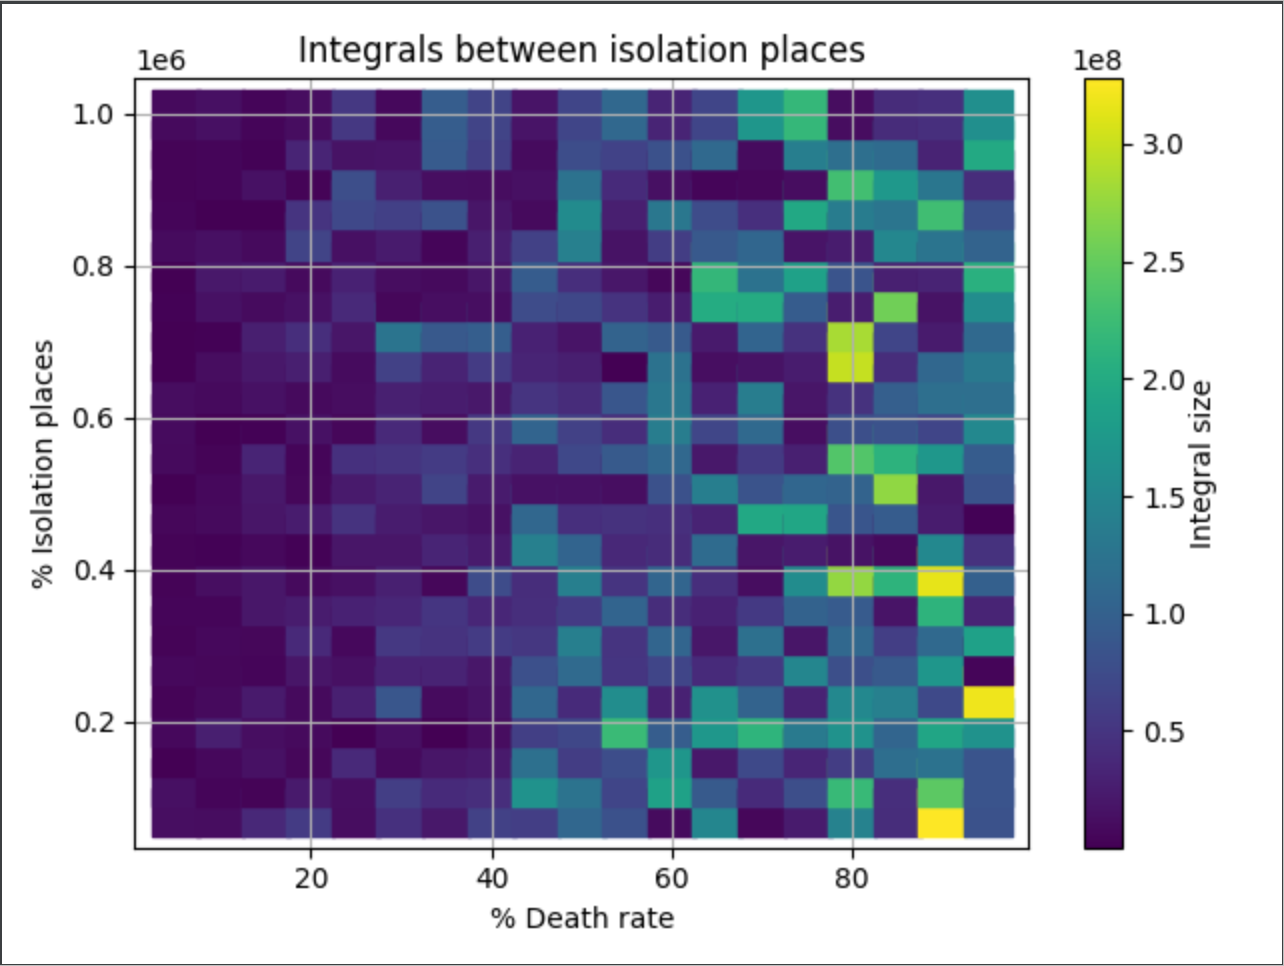 Integrals between isolation places
1e6
1e8
1.0
0.8
0.6
0.4
0.2
% Isolation places
20
40
60
80
% Death rate
3.0
2.5
2.0
1.5
1.0
0.5
Integral size